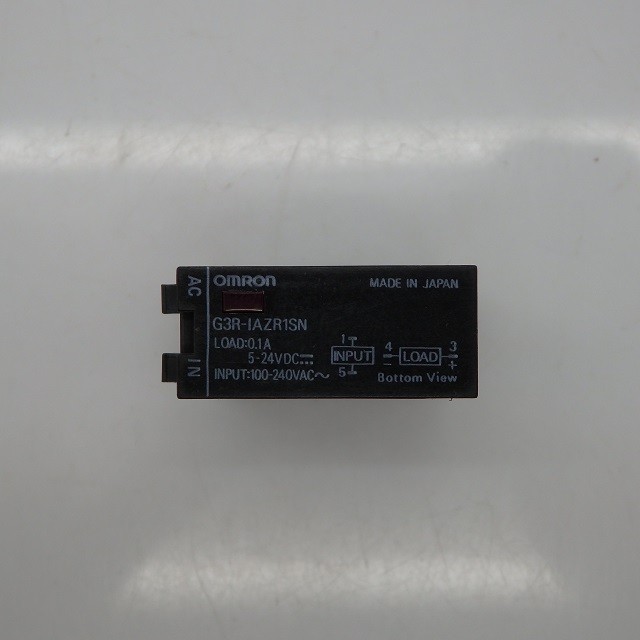 AC IN
OMRON
MADE IN JAPAN
G3R-IAZR1SN
LOAD:0.1A
5-24VDC⎓
INPUT:100-240VAC～
1
INPUT
5
4 LOAD 3
− +
Bottom View